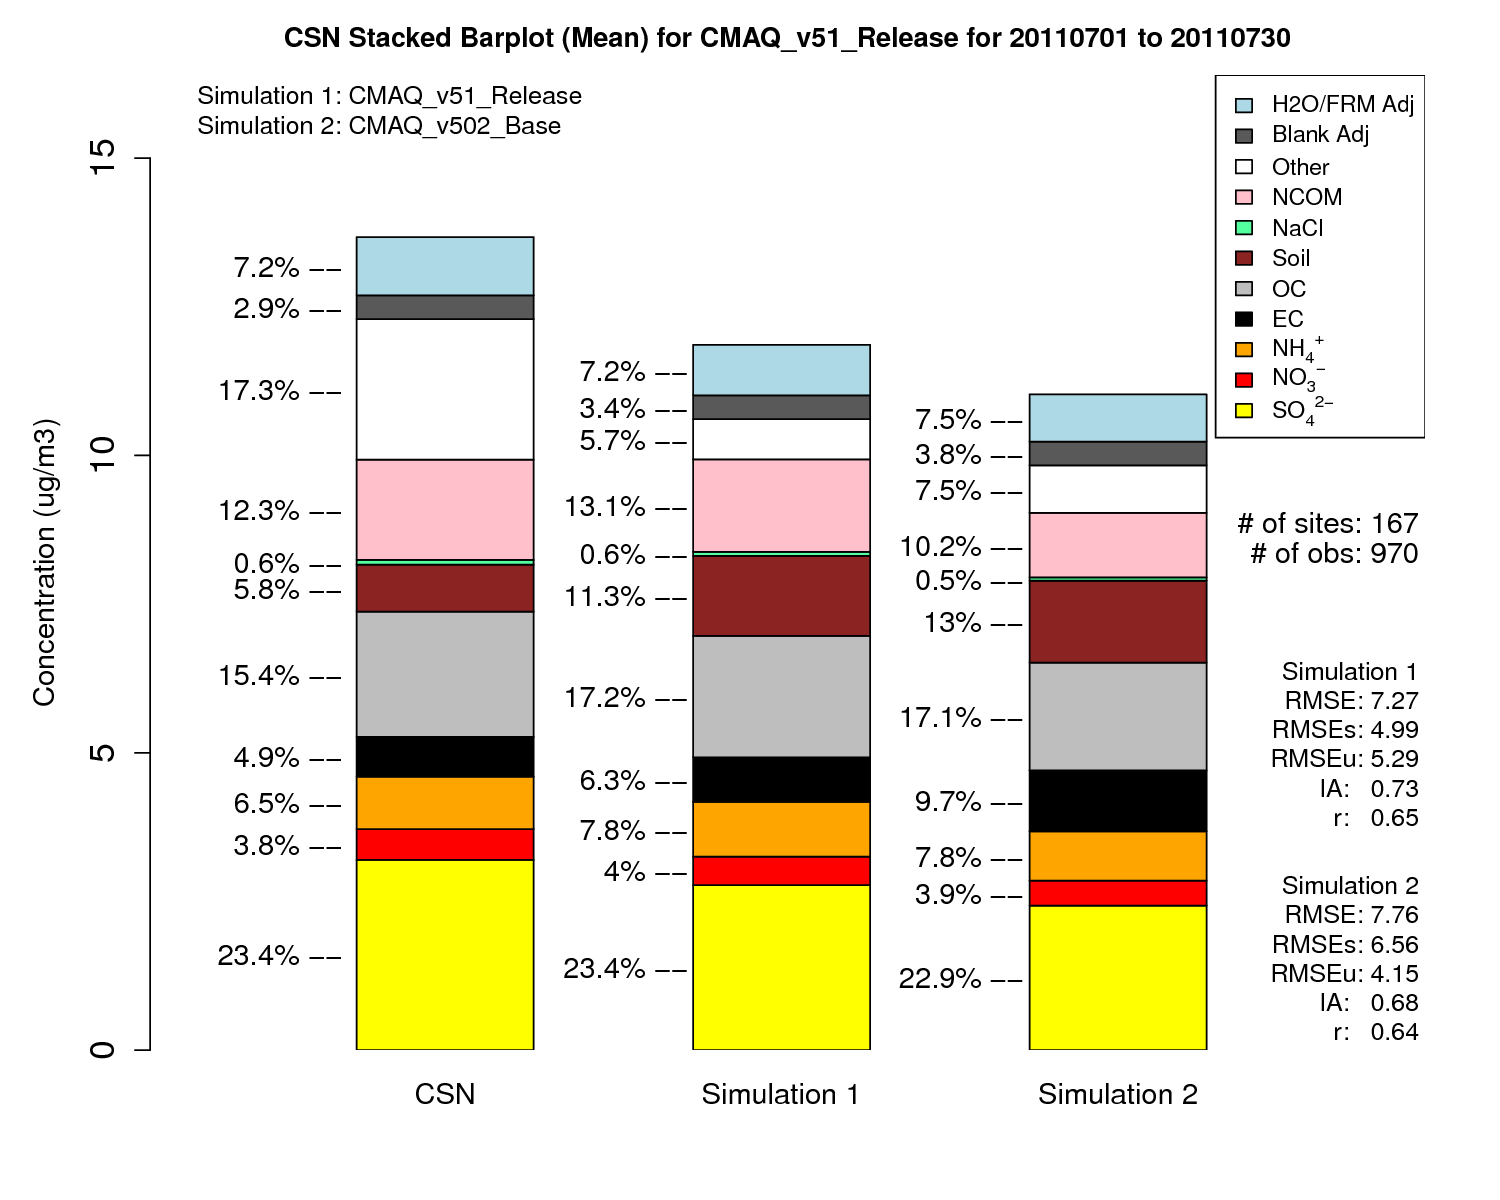 CSN Stacked Barplot (Mean) for CMAQ_v51_Release for 20110701 to 20110730
Simulation 1: CMAQ_v51_Release
Simulation 2: CMAQ_v502_Base
H2O/FRM Adj
Blank Adj
Other
NCOM
NaCl
Soil
OC
EC
NH4+
NO3−
SO42−
Concentration (ug/m3)
15
10
5
0
7.2% −−
2.9% −−
17.3% −−
12.3% −−
0.6% −−
5.8% −−
15.4% −−
4.9% −−
6.5% −−
3.8% −−
23.4% −−
7.2% −−
3.4% −−
5.7% −−
13.1% −−
0.6% −−
11.3% −−
17.2% −−
6.3% −−
7.8% −−
4% −−
23.4% −−
7.5% −−
3.8% −−
7.5% −−
10.2% −−
0.5% −−
13% −−
17.1% −−
9.7% −−
7.8% −−
3.9% −−
22.9% −−
# of sites: 167
# of obs: 970
Simulation 1
RMSE: 7.27
RMSEs: 4.99
RMSEu: 5.29
IA: 0.73
r: 0.65
Simulation 2
RMSE: 7.76
RMSEs: 6.56
RMSEu: 4.15
IA: 0.68
r: 0.64
CSN
Simulation 1
Simulation 2